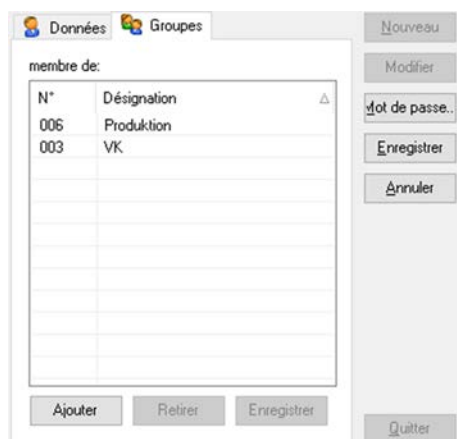 Données Groupes
membre de:
N° Désignation
006 Produktion
003 VK
Ajouter Retirer Enregistrer
Nouveau
Modifier
Mot de passe..
Enregistrer
Annuler
Quitter